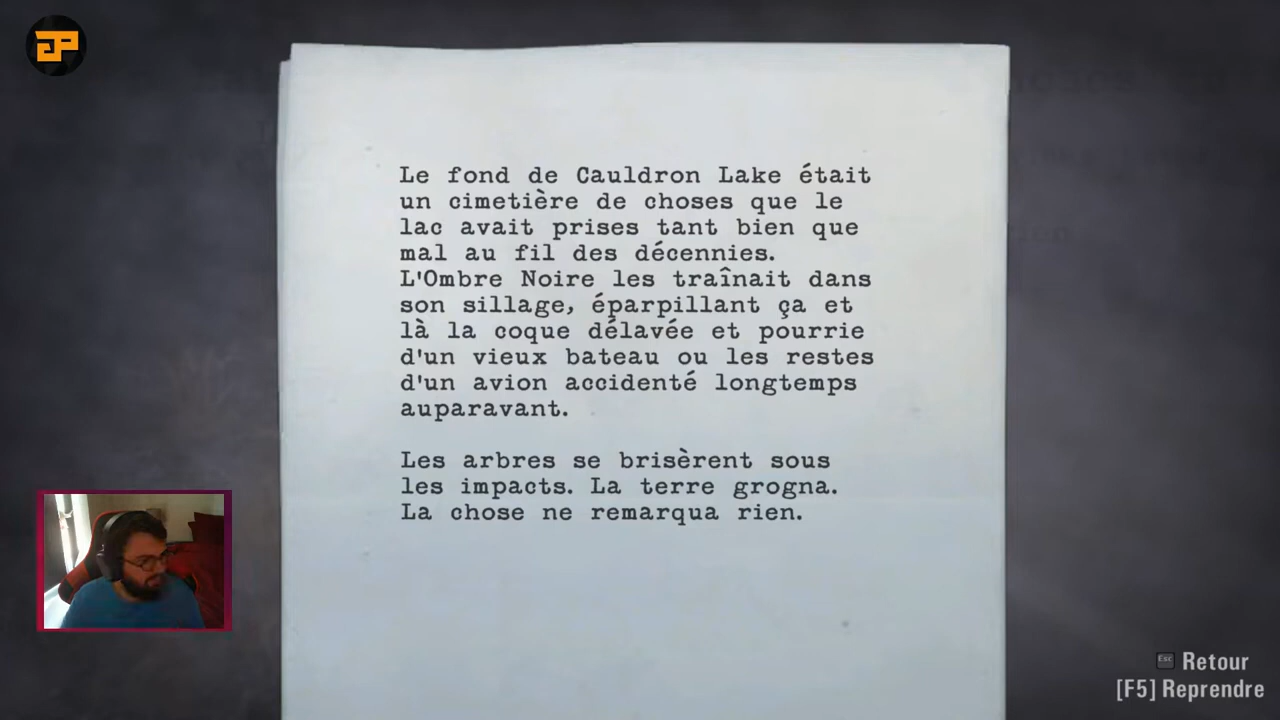 JP
Le fond de Cauldron Lake était
un cimetière de choses que le
lac avait prises tant bien que
mal au fil des décennies.
L'Ombre Noire les traînait dans
son sillage, éparpillant ça et
là la coque délavée et pourrie
d'un vieux bateau ou les restes
d'un avion accidenté longtemps
auparavant.
Les arbres se brisèrent sous
les impacts. La terre grogna.
La chose ne remarqua rien.
Esc Retour
[F5] Reprendre